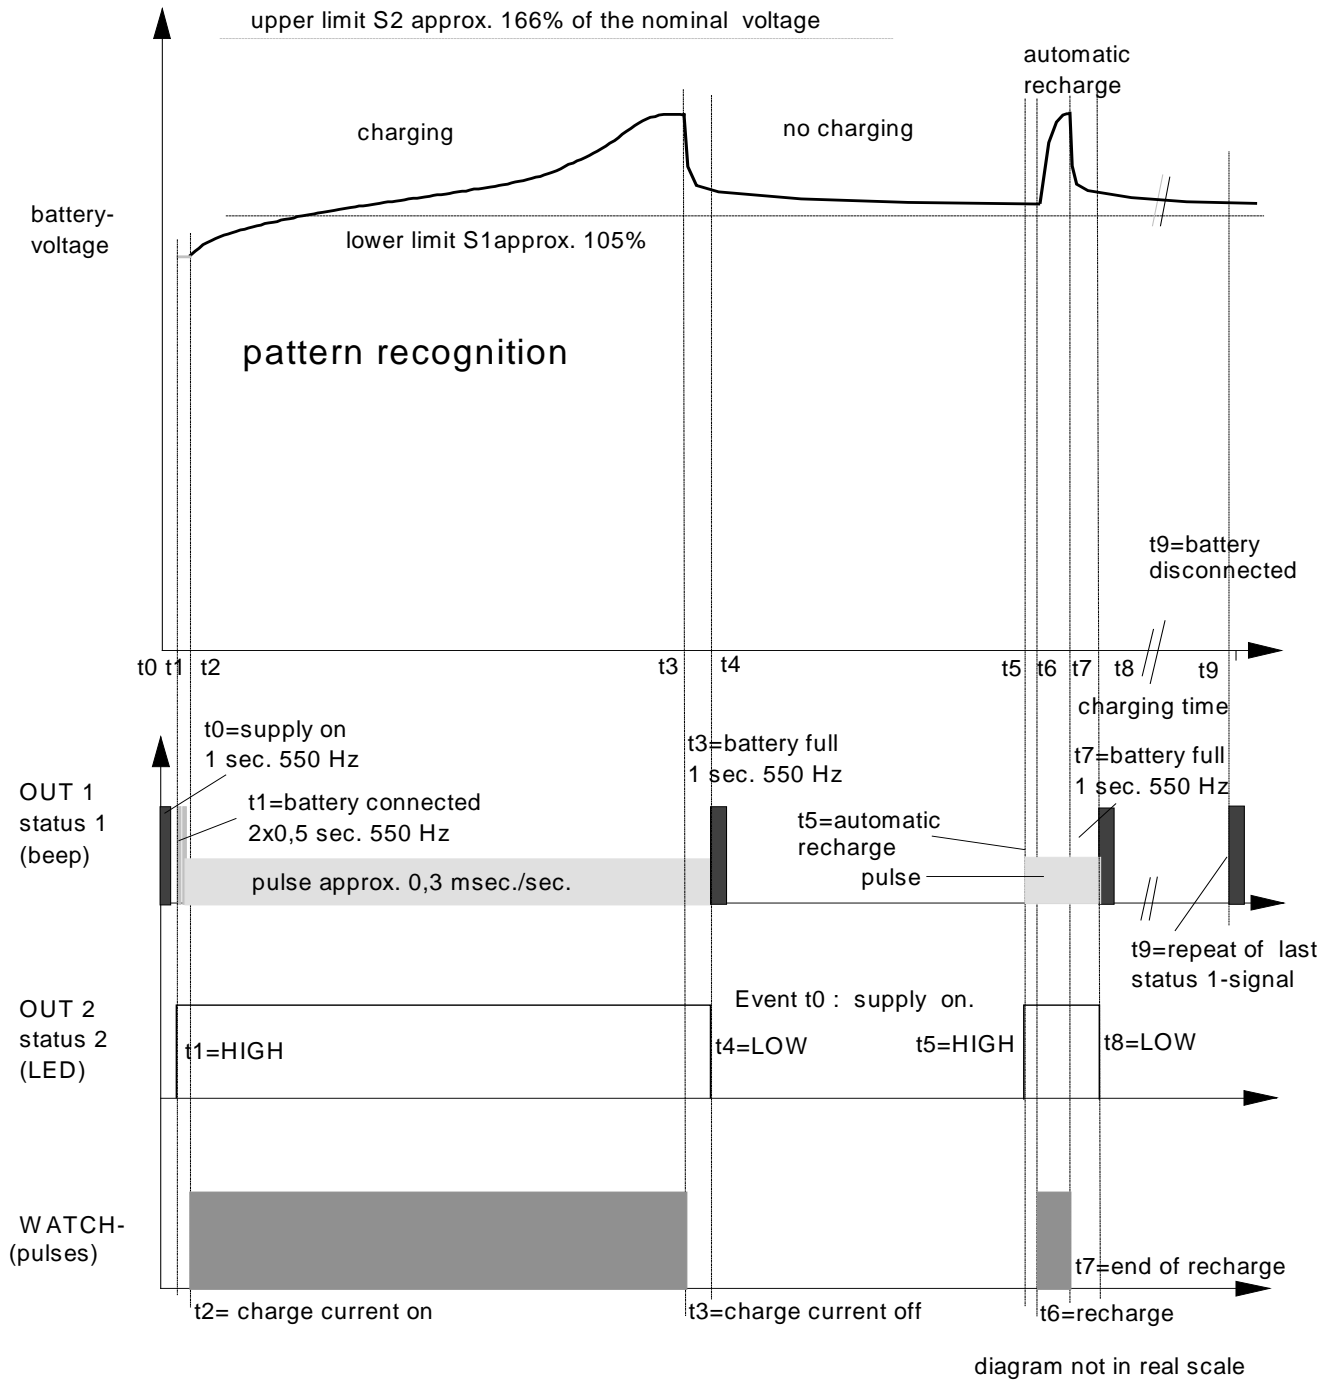 upper limit S2 approx. 166% of the nominal voltage
automatic
recharge
charging
no charging
battery-
voltage
lower limit S1approx. 105%
pattern recognition
t9=battery
disconnected
t0 t1 t2 t3 t4 t5 t6 t7 t8 t9
charging time
t0=supply on
1 sec. 550 Hz
t3=battery full
1 sec. 550 Hz
t7=battery full
1 sec. 550 Hz
OUT 1
status 1
(beep)
t1=battery connected
2x0,5 sec. 550 Hz
t5=automatic
recharge
pulse
pulse approx. 0,3 msec./sec.
t9=repeat of last
status 1-signal
OUT 2
status 2
(LED)
Event t0 : supply on.
t1=HIGH
t4=LOW
t5=HIGH
t8=LOW
WATCH-
(pulses)
t7=end of recharge
t2= charge current on
t3=charge current off
t6=recharge
diagram not in real scale